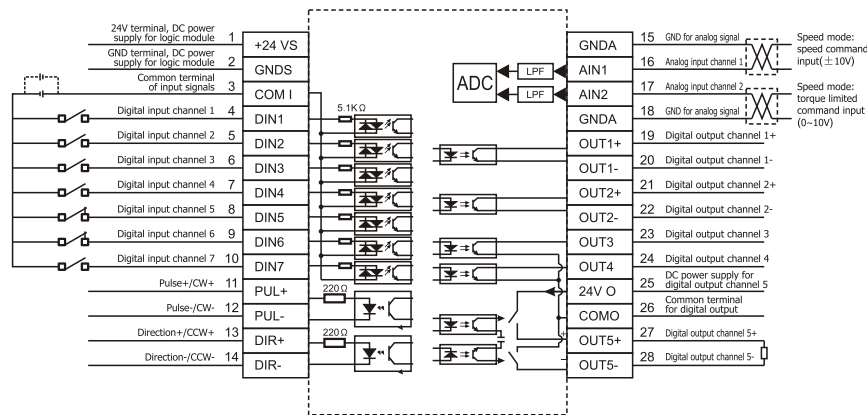 24V terminal, DC power
supply for logic module
1
+24 VS
GND terminal, DC power
supply for logic module
2
GNDS
Common terminal
of input signals
3
COM I
Digital input channel 1
4
DIN1
Digital input channel 2
5
DIN2
Digital input channel 3
6
DIN3
Digital input channel 4
7
DIN4
Digital input channel 5
8
DIN5
Digital input channel 6
9
DIN6
Digital input channel 7
10
DIN7
Pulse+/CW+
11
PUL+
Pulse-/CW-
12
PUL-
Direction+/CCW+
13
DIR+
Direction-/CCW-
14
DIR-
5.1KΩ
220Ω
220Ω
ADC
LPF
LPF
GNDA
15
GND for analog signal
AIN1
16
Analog input channel 1
Speed mode:
speed command
input(±10V)
AIN2
17
Analog input channel 2
GNDA
18
GND for analog signal
Speed mode:
torque limited
command input
(0~10V)
OUT1+
19
Digital output channel 1+
OUT1-
20
Digital output channel 1-
OUT2+
21
Digital output channel 2+
OUT2-
22
Digital output channel 2-
OUT3
23
Digital output channel 3
OUT4
24
Digital output channel 4
24V O
25
DC power supply for
digital output channel 5
COMO
26
Common terminal
for digital output
OUT5+
27
Digital output channel 5+
OUT5-
28
Digital output channel 5-
+
-